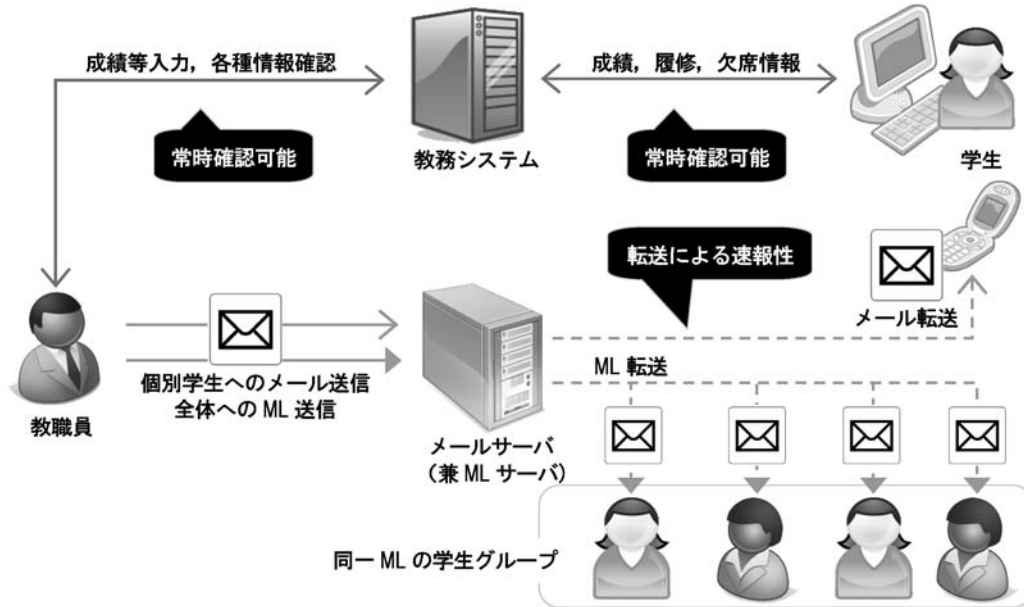 成績等入力，各種情報確認
成績，履修，欠席情報
常時確認可能
教務システム
常時確認可能
学生
転送による速報性
メール転送
個別学生へのメール送信
全体への ML 送信
ML 転送
教職員
メールサーバ
（兼 ML サーバ）
同一 ML の学生グループ